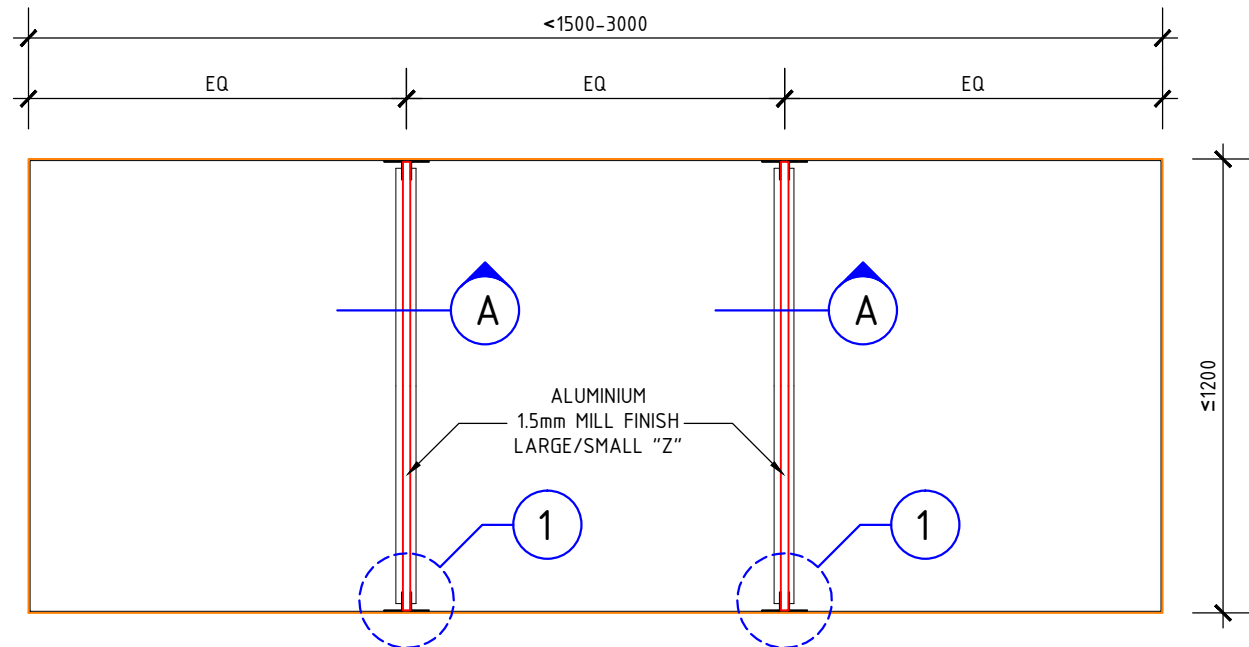 <1500-3000
EQ
EQ
EQ
A
A
≤1200
ALUMINIUM
1.5mm MILL FINISH
LARGE/SMALL "Z"
1
1